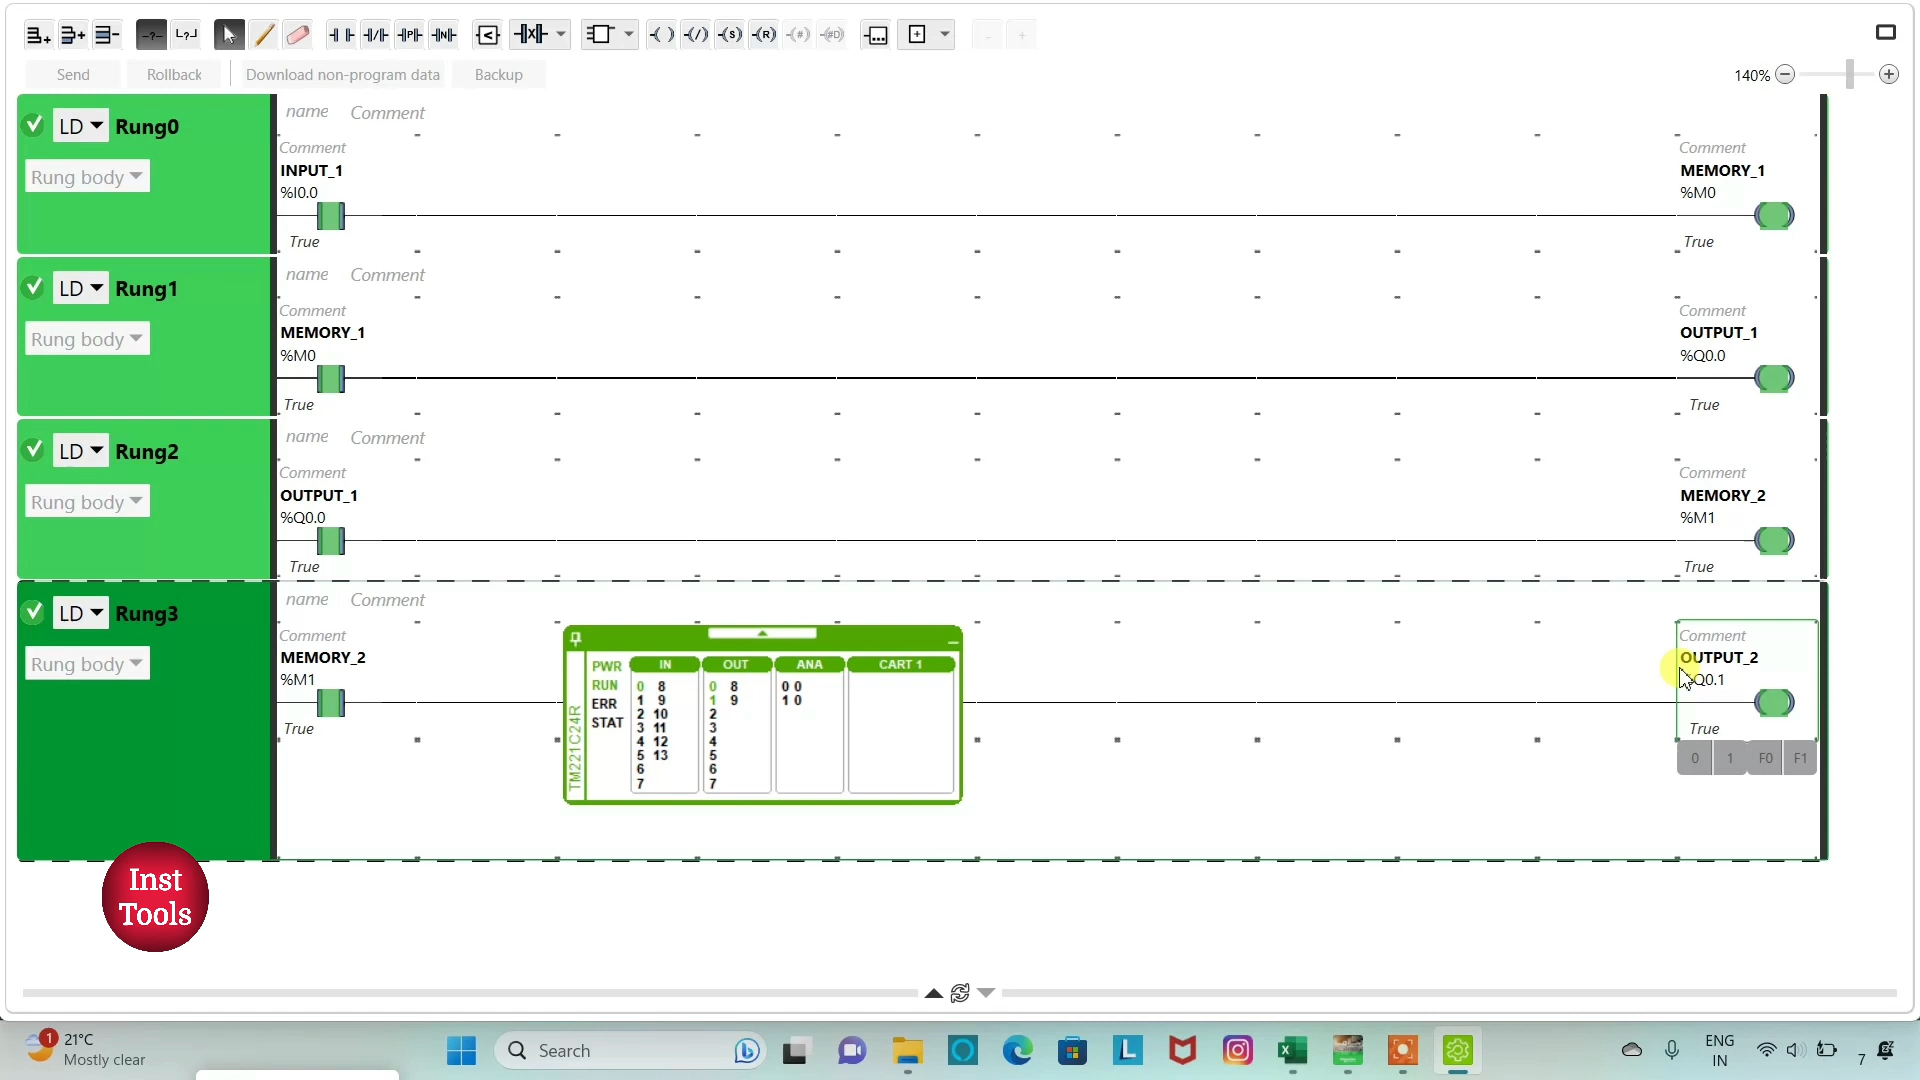 Send Rollback Download non-program data Backup 140%
LD Rung0
name Comment
Rung body
Comment
INPUT_1
%I0.0
True
Comment
MEMORY_1
%M0
True
LD Rung1
name Comment
Rung body
Comment
MEMORY_1
%M0
True
Comment
OUTPUT_1
%Q0.0
True
LD Rung2
name Comment
Rung body
Comment
OUTPUT_1
%Q0.0
True
Comment
MEMORY_2
%M1
True
LD Rung3
name Comment
Rung body
Comment
MEMORY_2
%M1
True
TM221C24R
PWR
RUN
ERR
STAT
IN
0 8
1 9
2 10
3 11
4 12
5 13
6
7
OUT
0 8
1 9
2
3
4
5
6
7
ANA
0 0
1 0
CART 1
Comment
OUTPUT_2
%Q0.1
True
0 1 F0 F1
Inst
Tools
1
21°C
Mostly clear
Search
ENG
IN
7